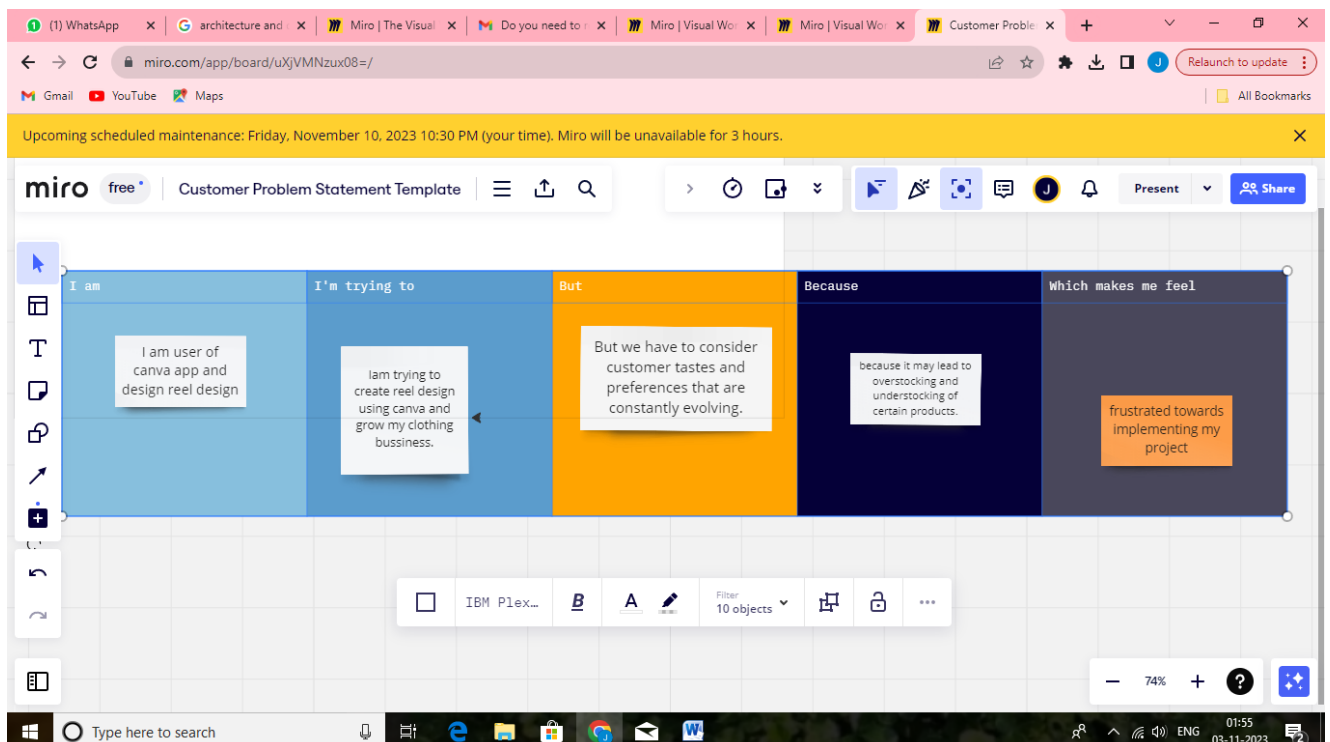 (1) WhatsApp
architecture and
Miro | The Visual
Do you need to r
Miro | Visual Wor
Miro | Visual Wor
Customer Proble
miro.com/app/board/uXjVMNzux08=/
J
Relaunch to update
Gmail
YouTube
Maps
All Bookmarks
Upcoming scheduled maintenance: Friday, November 10, 2023 10:30 PM (your time). Miro will be unavailable for 3 hours.
miro
free
Customer Problem Statement Template
J
Present
Share
I am
I'm trying to
But
Because
Which makes me feel
I am user of
canva app and
design reel design
Iam trying to
create reel design
using canva and
grow my clothing
bussiness.
But we have to consider
customer tastes and
preferences that are
constantly evolving.
because it may lead to
overstocking and
understocking of
certain products.
frustrated towards
implementing my
project
IBM Plex...
B
A
Filter
10 objects
74%
?
Type here to search
ENG
01:55
03-11-2023